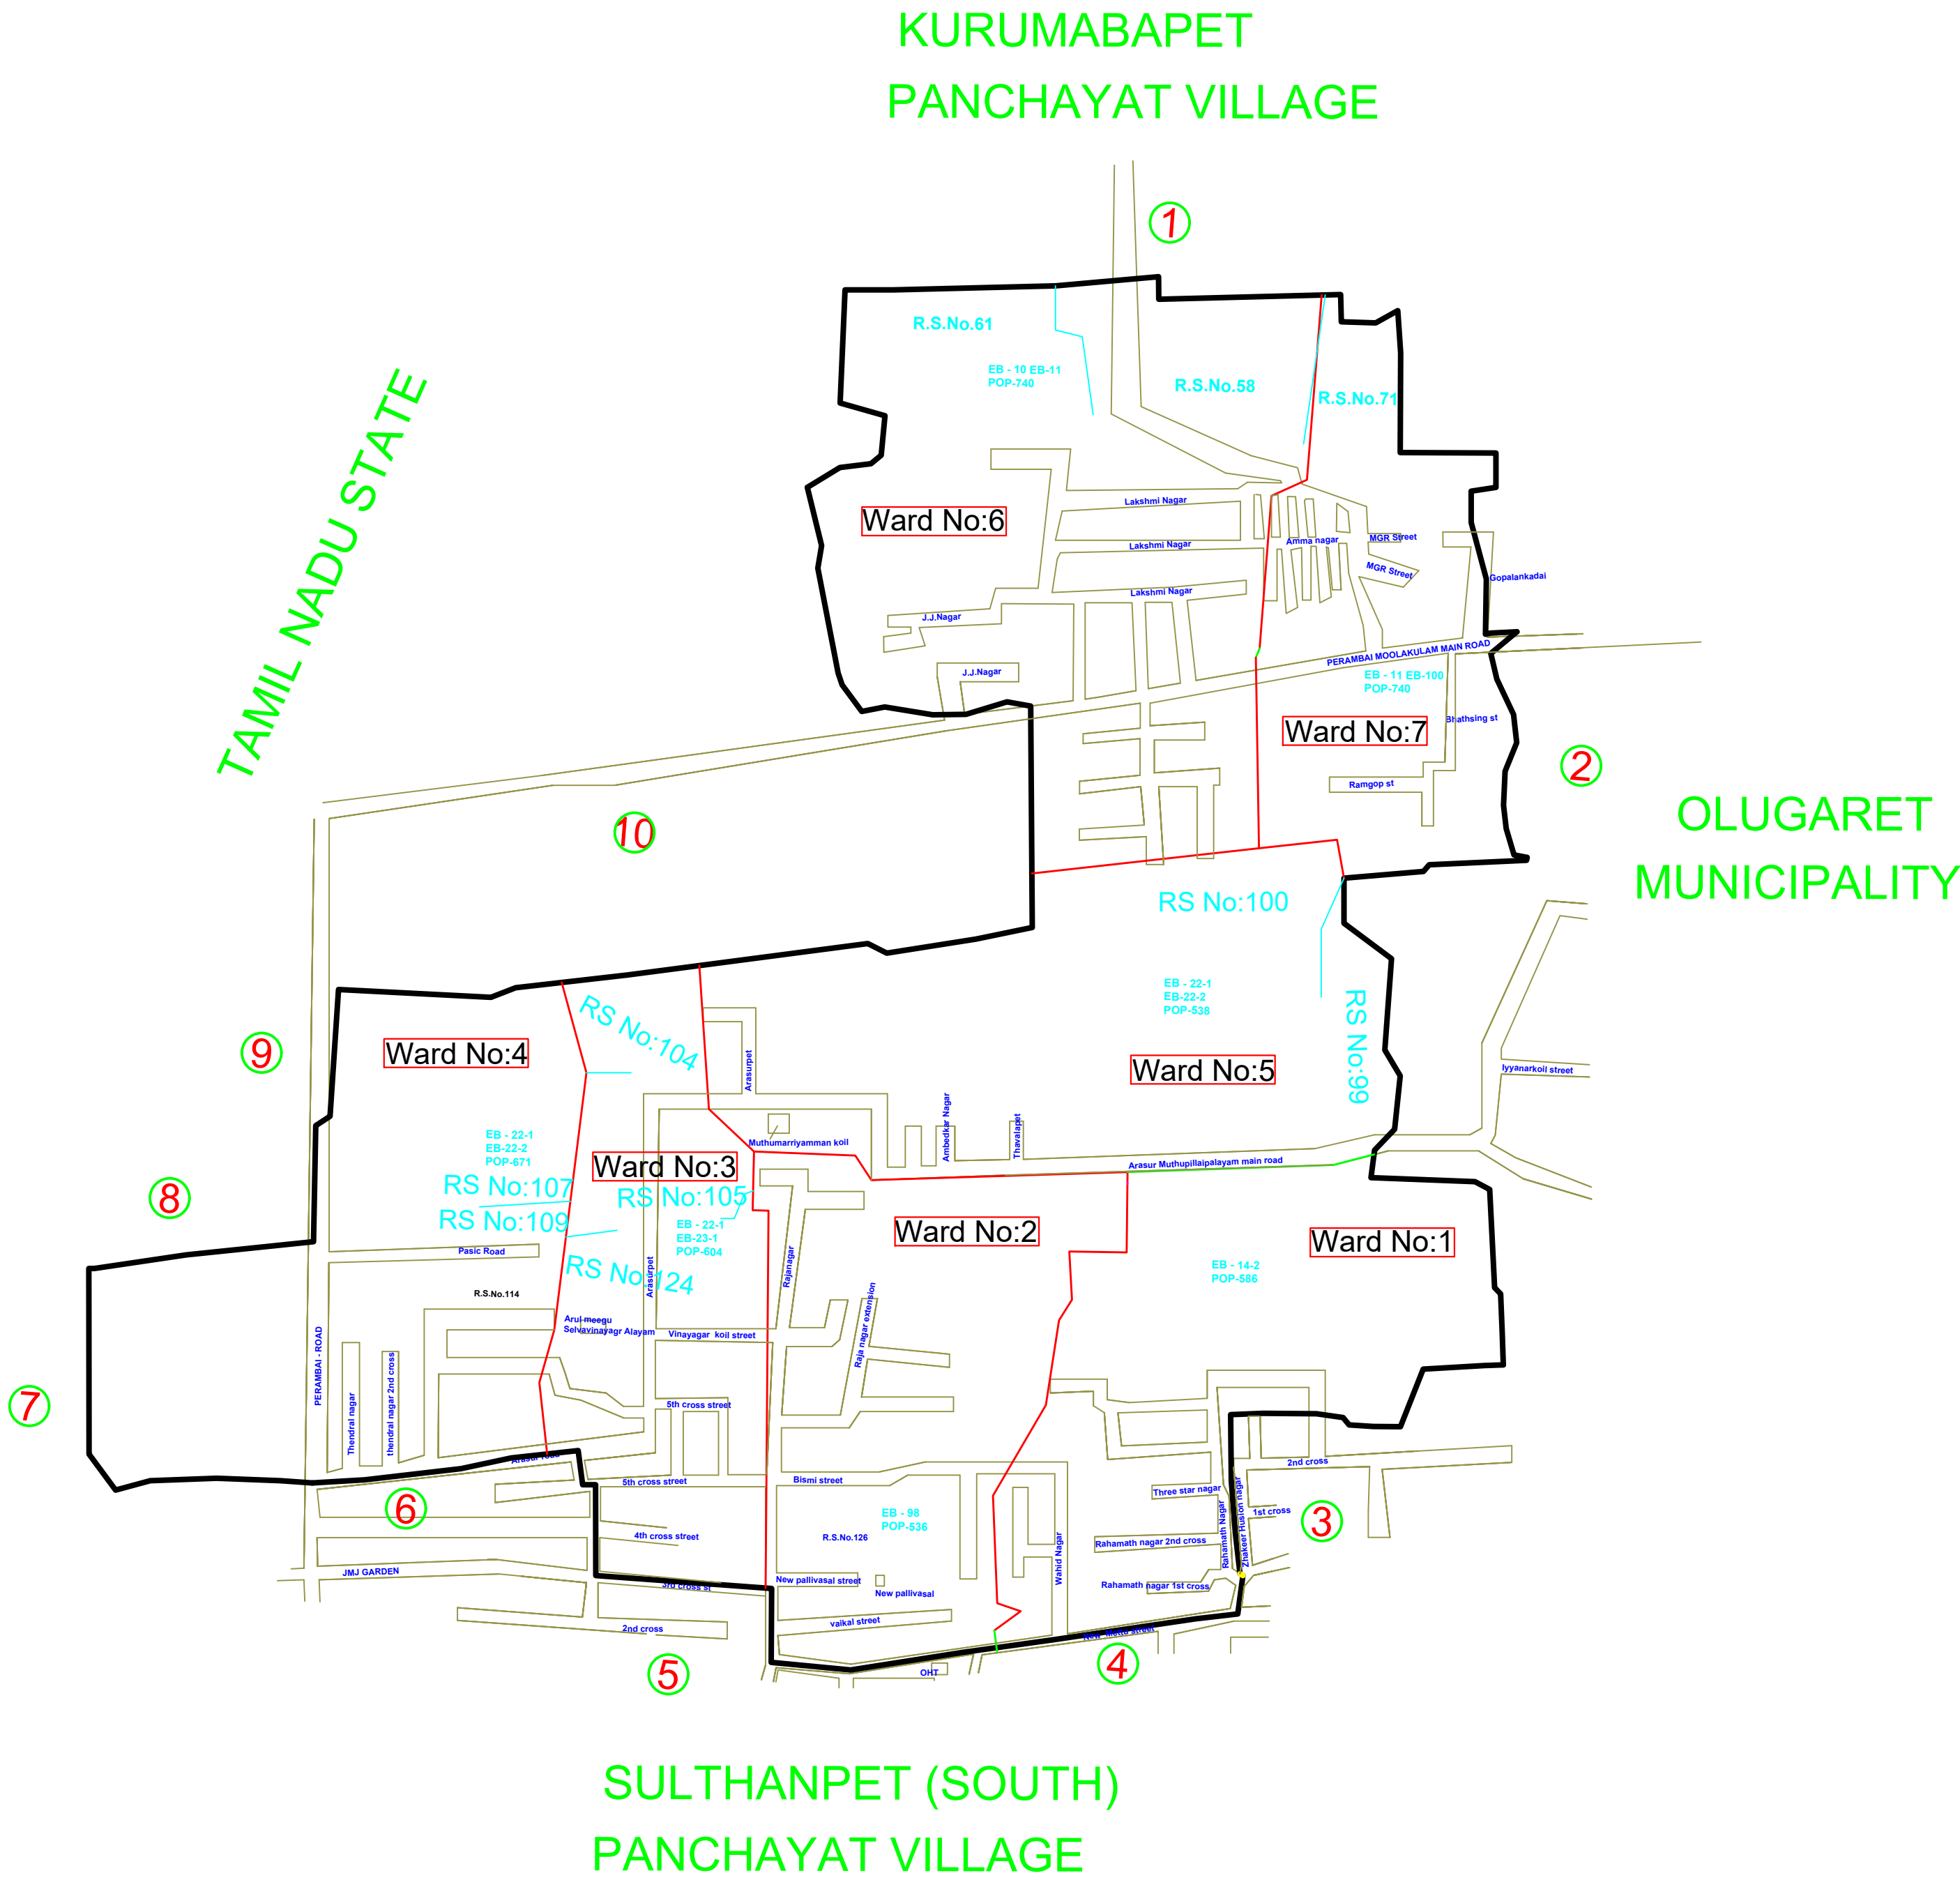 KURUMABAPET
PANCHAYAT VILLAGE
1
R.S.No.61
EB - 10 EB-11
POP-740
R.S.No.58
R.S.No.71
TAMIL NADU STATE
Ward No:6
Lakshmi Nagar
Lakshmi Nagar
Lakshmi Nagar
Amma nagar
MGR Street
MGR Street
Gopalankadai
J.J.Nagar
J.J.Nagar
PERAMBAI MOOLAKULAM MAIN ROAD
EB - 11 EB-100
POP-740
Ward No:7
Bhathsing st
Ramgop st
2
OLUGARET
MUNICIPALITY
10
RS No:100
EB - 22-1
EB-22-2
POP-538
RS No:99
Ward No:5
Iyyanarkoil street
9
Ward No:4
RS No:104
Arasurpet
Ambedkar Nagar
Thavalapet
Muthumarriyamman koil
Arasur Muthupillaipalayam main road
EB - 22-1
EB-22-2
POP-671
Ward No:3
RS No:107
RS No:105
RS No:109
8
EB - 22-1
EB-23-1
POP-604
Ward No:2
Ward No:1
Pasic Road
RS No:124
Arasurpet
Rajanagar
EB - 14-2
POP-586
R.S.No.114
Arul meegu
Selvavinayagr Alayam
Vinayagar koil street
Raja nagar extension
PERAMBAI - ROAD
Thendral nagar
thendral nagar 2nd cross
7
5th cross street
Arasur road
5th cross street
Bismi street
2nd cross
Three star nagar
6
EB - 98
POP-536
Rahamath Nagar
Zhakeer Husion nagar
1st cross
3
4th cross street
R.S.No.126
Wahid Nagar
Rahamath nagar 2nd cross
JMJ GARDEN
3rd cross st
New pallivasal street
New pallivasal
Rahamath nagar 1st cross
2nd cross
vaikal street
5
OHT
4
SULTHANPET (SOUTH)
PANCHAYAT VILLAGE